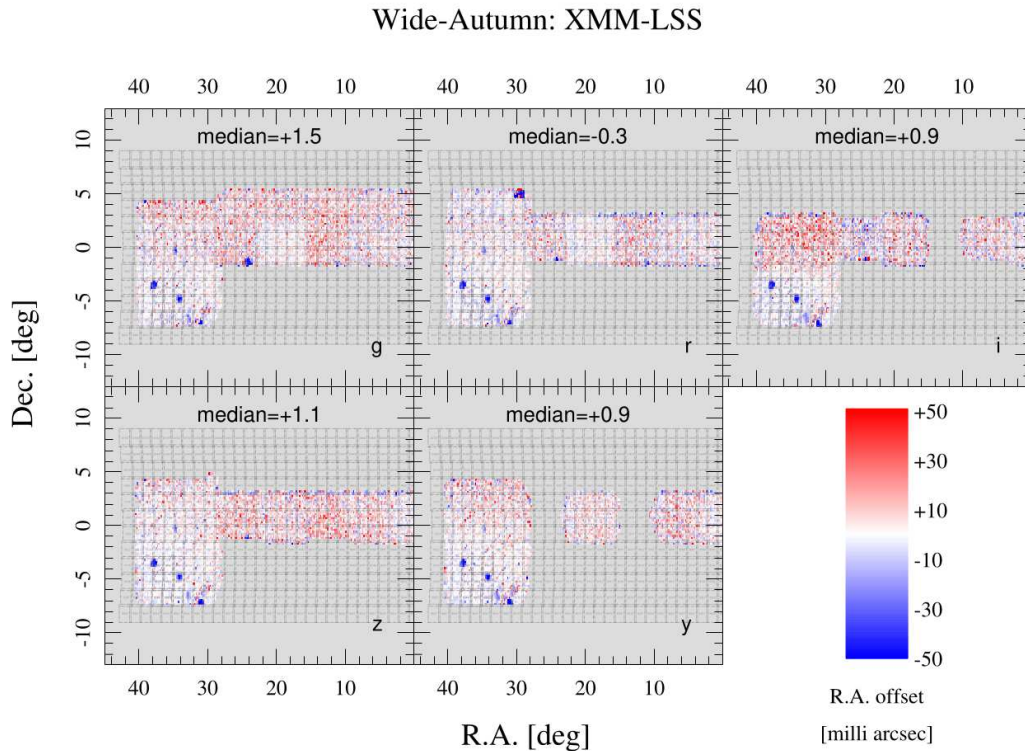 Wide-Autumn: XMM-LSS
40 30 20 10 40 30 20 10 40 30 20 10
median=+1.5 median=-0.3 median=+0.9
10
5
0
-5
-10
g r i
median=+1.1 median=+0.9
10
5
0
-5
-10
z y
40 30 20 10 40 30 20 10
Dec. [deg]
R.A. [deg]
+50
+30
+10
-10
-30
-50
R.A. offset
[milli arcsec]